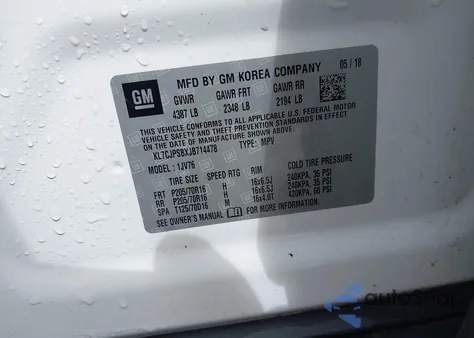 GM
MFD BY GM KOREA COMPANY
05 / 18
GVWR GAWR FRT GAWR RR
4387 LB 2348 LB 2194 LB
THIS VEHICLE CONFORMS TO ALL APPLICABLE U.S. FEDERAL MOTOR
VEHICLE SAFETY STANDARDS IN EFFECT ON THE DATE OF
MANUFACTURE SHOWN ABOVE.
KL7CJPSBXJB714478
TYPE: MPV
MODEL: 1JV76
TIRE SIZE SPEED RTG RIM COLD TIRE PRESSURE
FRT P205/70R16 H 16x6.5J 240KPA, 35 PSI
RR P205/70R16 H 16x6.5J 240KPA, 35 PSI
SPA T125/70D16 M 16x4.0T 420KPA, 60 PSI
SEE OWNER'S MANUAL FOR MORE INFORMATION.